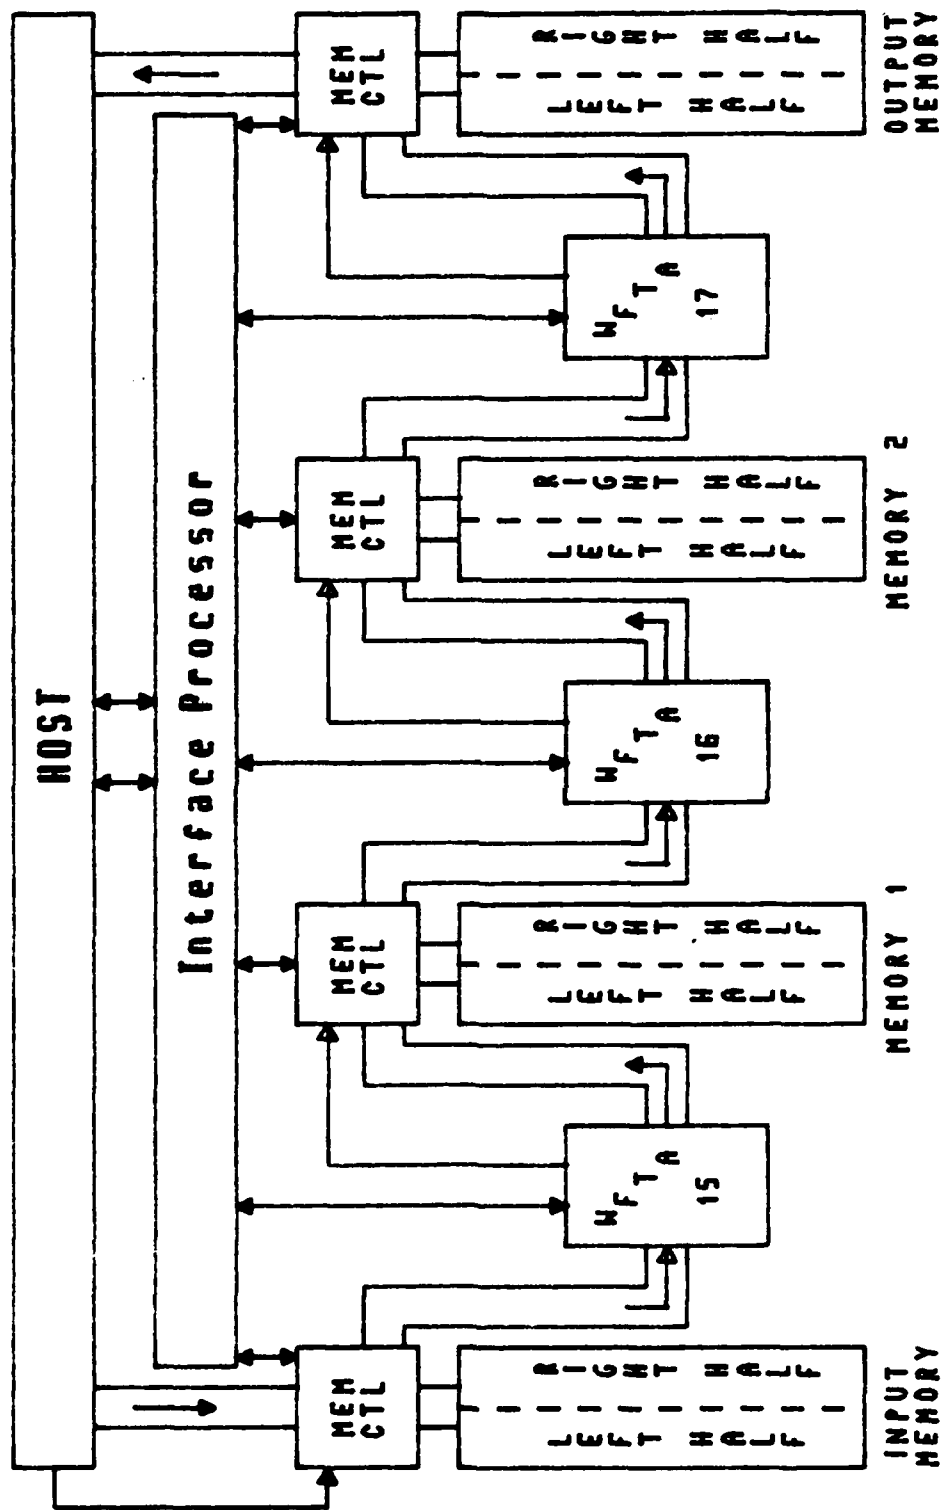 HOST
Interface Processor
MEM
CTL
MEM
CTL
MEM
CTL
MEM
CTL
LEFT HALF
RIGHT HALF
LEFT HALF
RIGHT HALF
LEFT HALF
RIGHT HALF
LEFT HALF
RIGHT HALF
WFTA
15
WFTA
16
WFTA
17
INPUT
MEMORY
MEMORY 1
MEMORY 2
OUTPUT
MEMORY